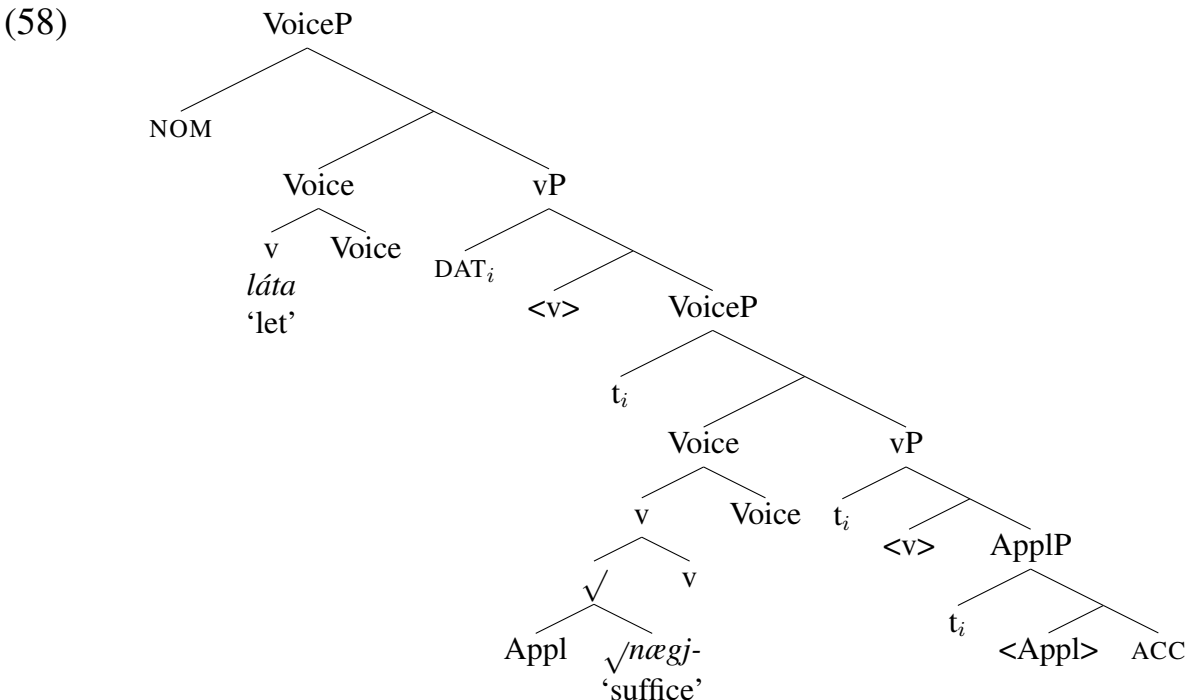 (58) VoiceP
NOM
Voice vP
v Voice DATᵢ
láta <v> VoiceP
‘let’
tᵢ
Voice vP
v Voice tᵢ
<v> ApplP
√ v
tᵢ
Appl √nægj- <Appl> ACC
‘suffice’